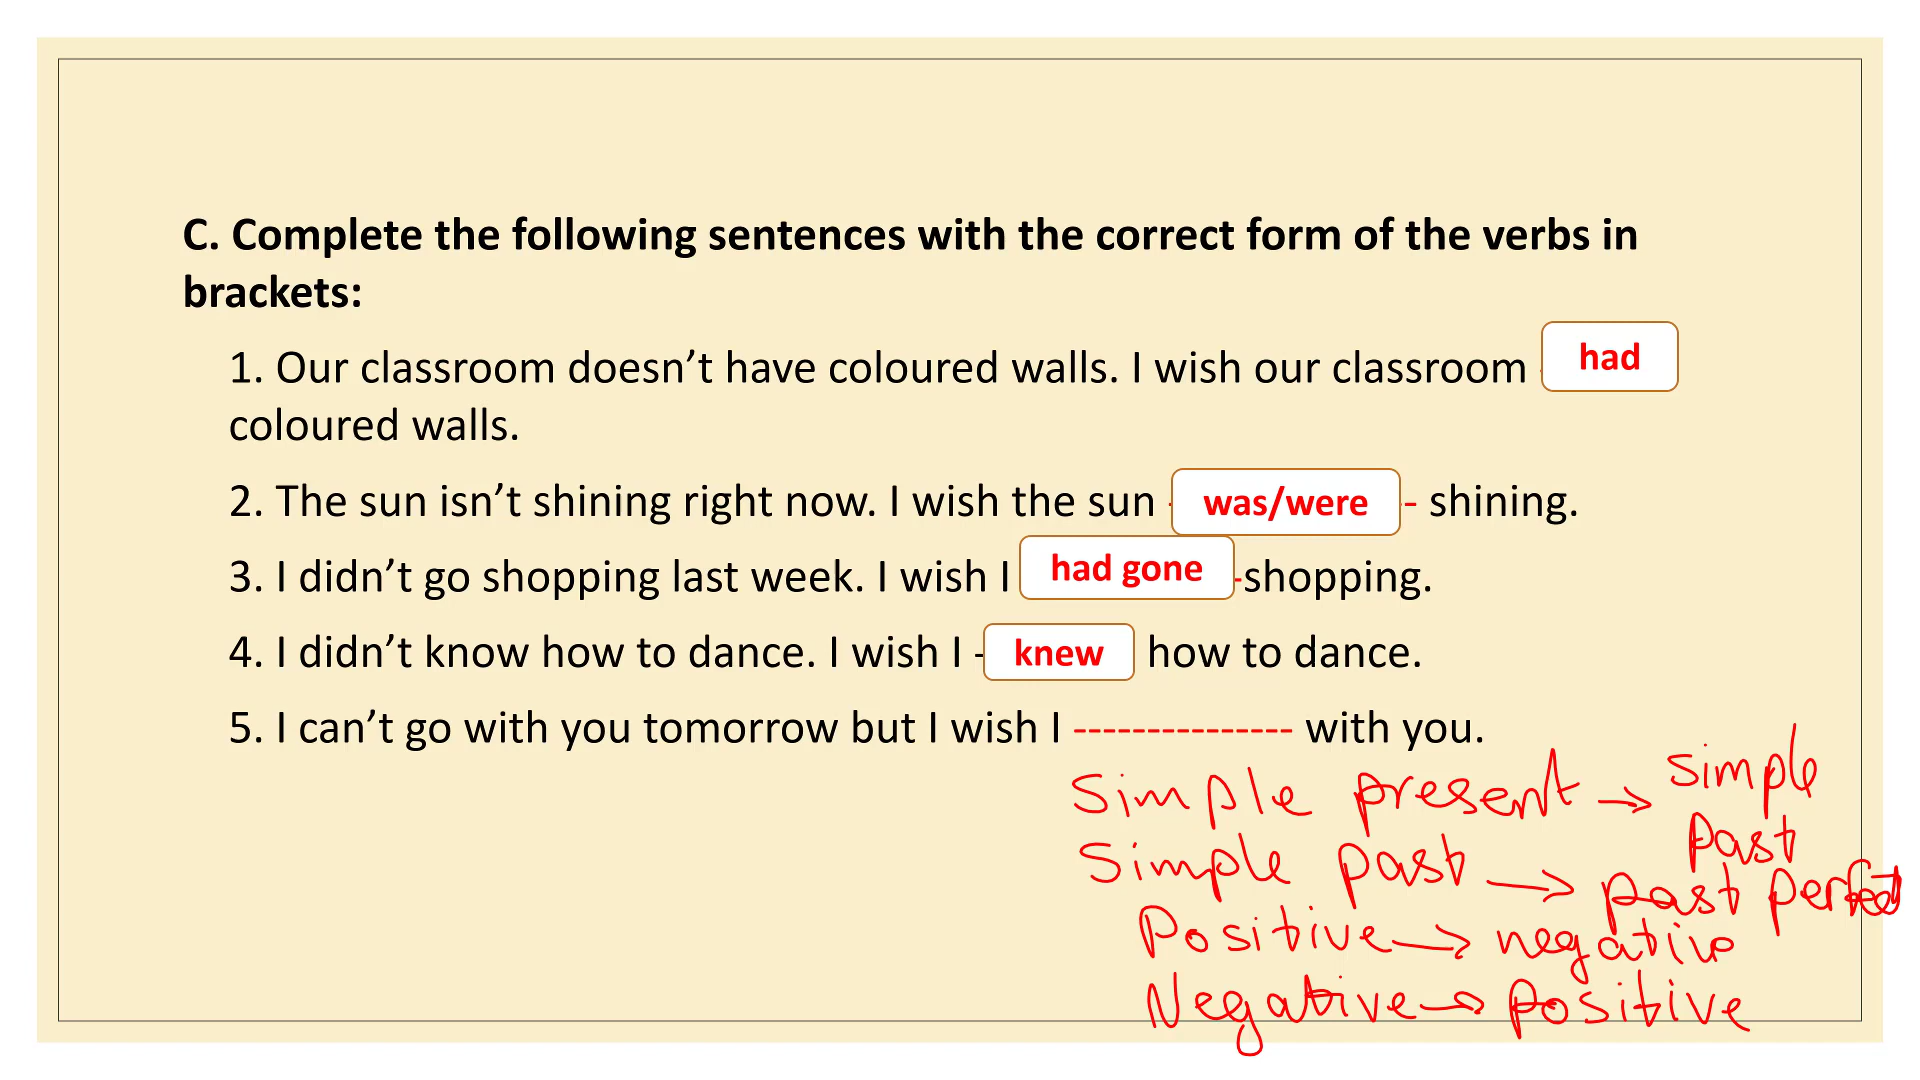 C. Complete the following sentences with the correct form of the verbs in
brackets:
1. Our classroom doesn’t have coloured walls. I wish our classroom had
coloured walls.
2. The sun isn’t shining right now. I wish the sun - was/were - shining.
3. I didn’t go shopping last week. I wish I had gone -shopping.
4. I didn’t know how to dance. I wish I - knew how to dance.
5. I can’t go with you tomorrow but I wish I --------------- with you.
Simple present → simple
past
Simple past → past perfect
Positive → negative
Negative → positive